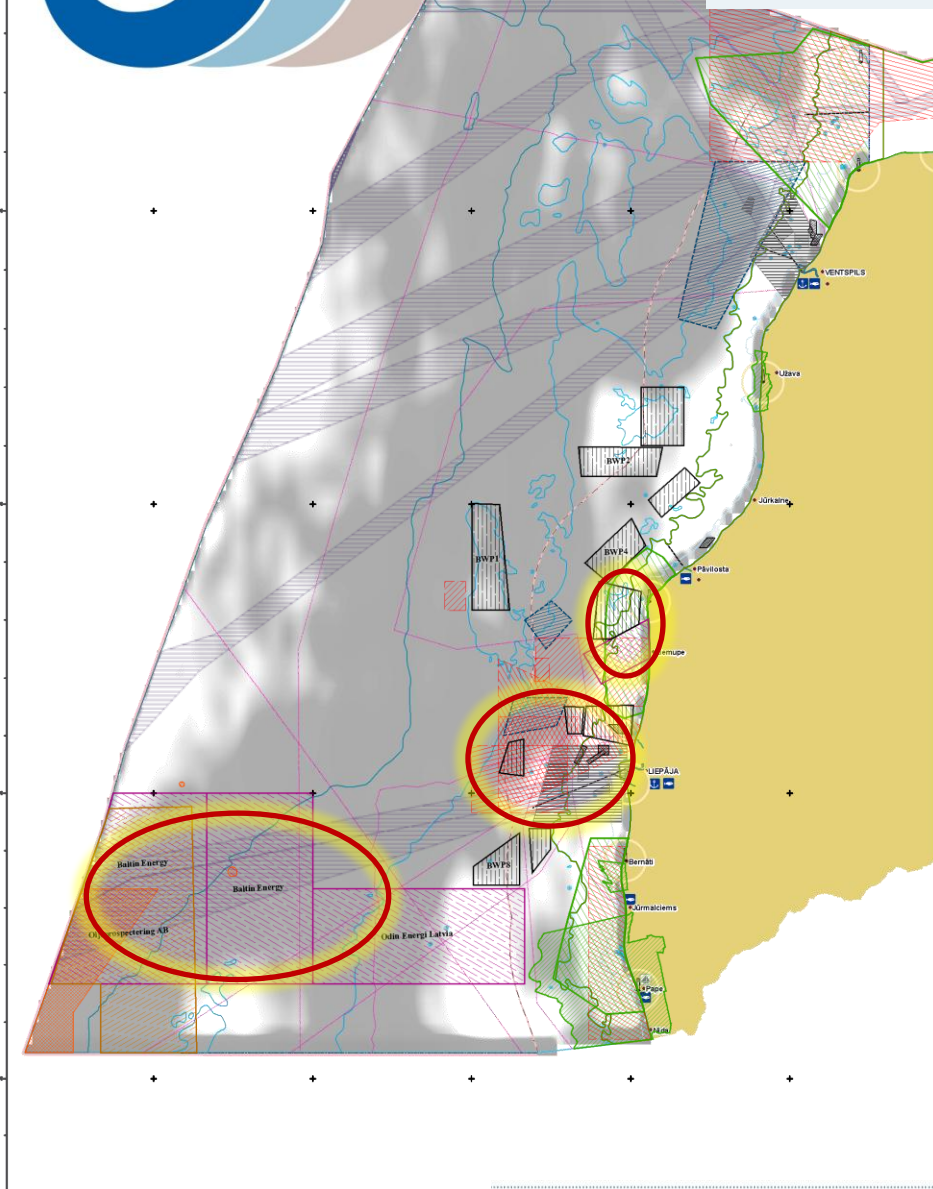 VENTSPILS
Užava
BWP2
Jūrkalne
BWP1
BWP4
Pāvilosta
LIEPĀJA
Baltin Energy
Baltin Energy
BWP8
Bernāti
Jūrmalciems
Odin Energi Latvia
Pape
Nida